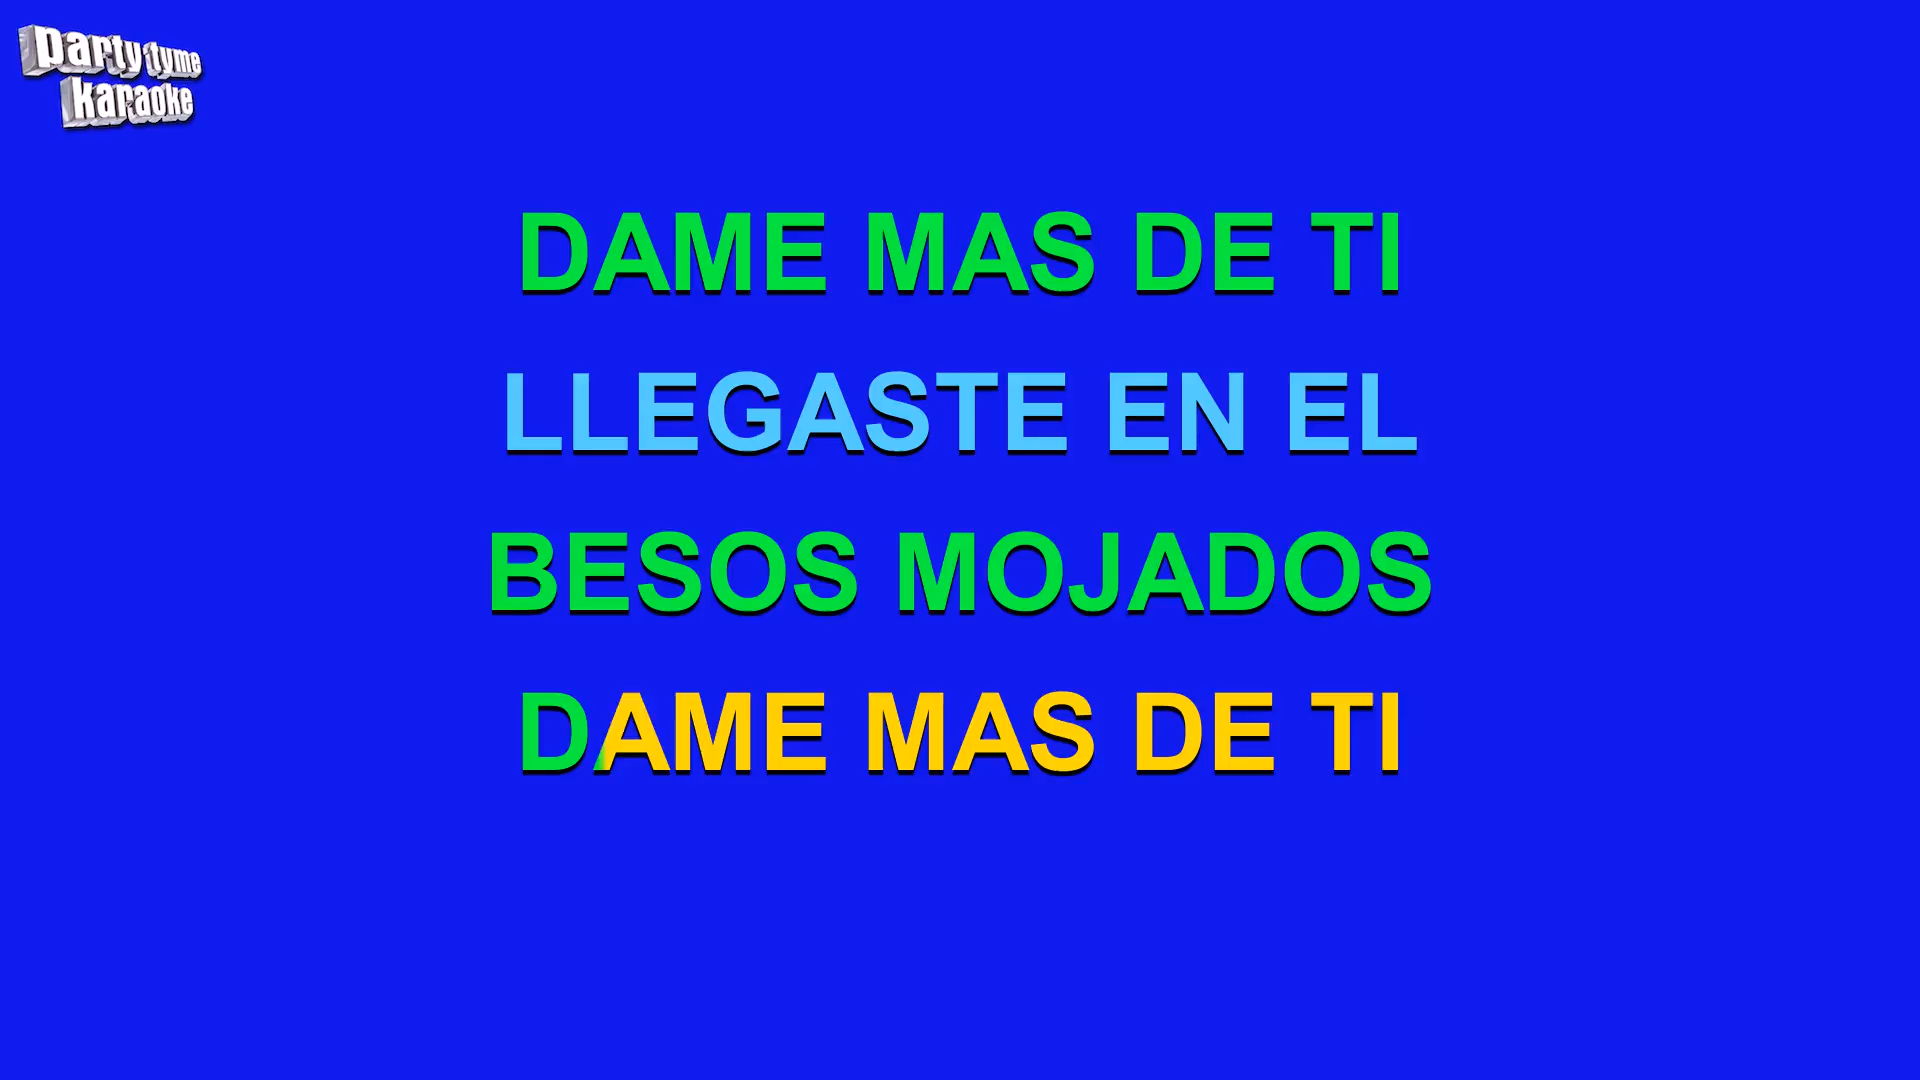 party tyme
karaoke
DAME MAS DE TI
LLEGASTE EN EL
BESOS MOJADOS
DAME MAS DE TI